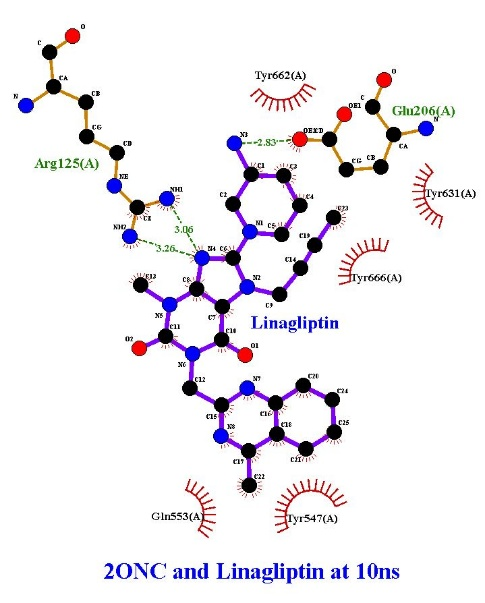 O
C
Tyr662(A)
O
CA
N
CB
OE1
C
Glu206(A)
N
CA
CG
N3
2.83
CD
CG
CB
CD
Arg125(A)
C1
C3
Tyr631(A)
NE
NH1
C2
C4
C23
CZ
NH2
3.06
N1
C5
C19
3.26
N4
C6
C14
Tyr666(A)
C13
C8
N2
C9
N5
C7
Linagliptin
C11
C10
O2
N6
O1
C12
N7
C20
C15
C16
C24
N8
C18
C25
C17
C21
C22
Gln553(A)
Tyr547(A)
2ONC and Linagliptin at 10ns